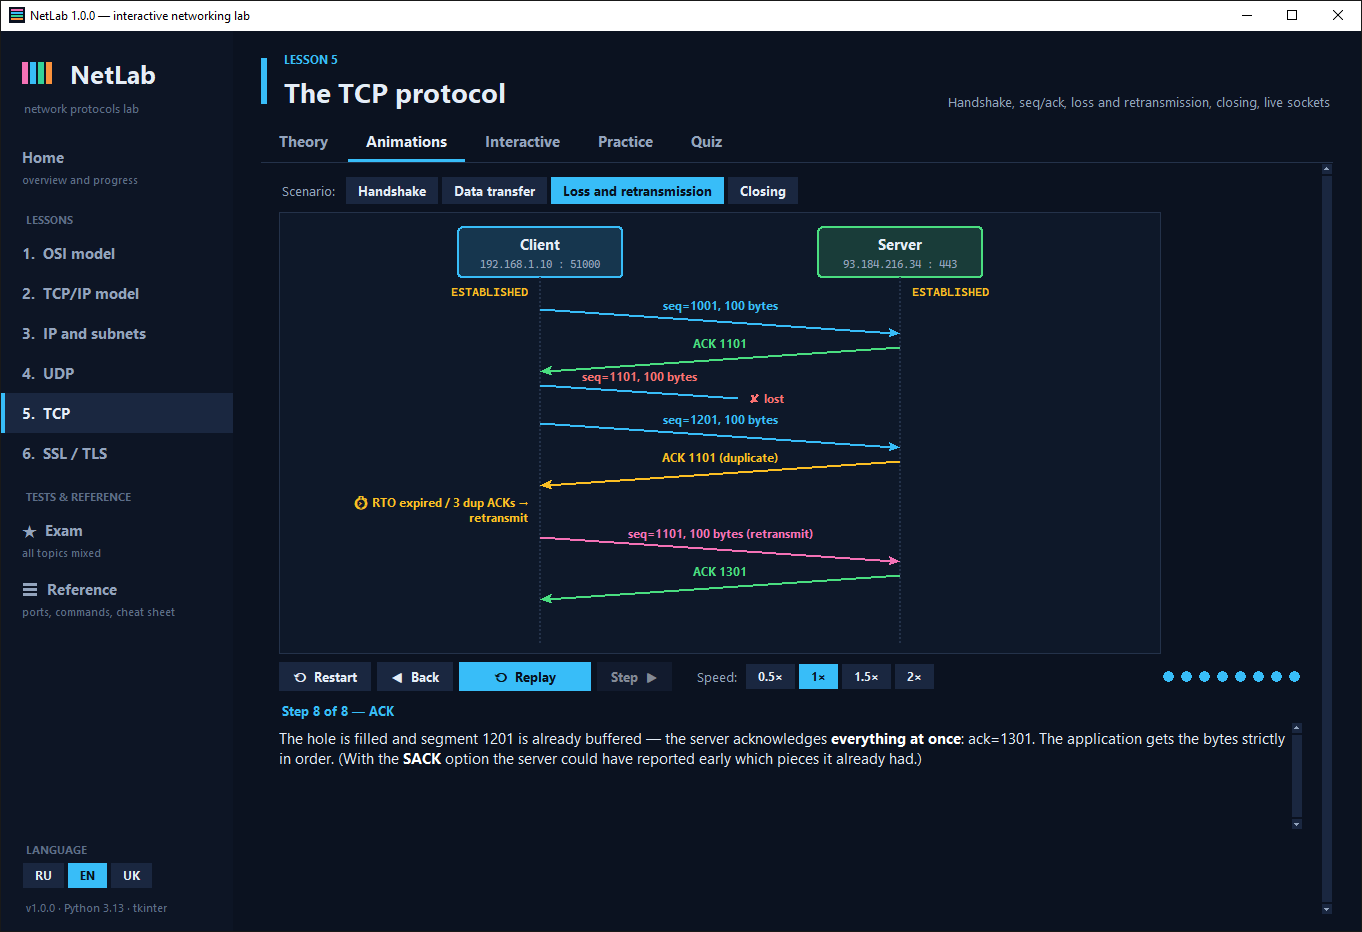 NetLab 1.0.0 — interactive networking lab
NetLab
network protocols lab
Home
overview and progress
LESSONS
1. OSI model
2. TCP/IP model
3. IP and subnets
4. UDP
5. TCP
6. SSL / TLS
TESTS & REFERENCE
★ Exam
all topics mixed
Reference
ports, commands, cheat sheet
LANGUAGE
RU EN UK
v1.0.0 · Python 3.13 · tkinter
LESSON 5
The TCP protocol
Handshake, seq/ack, loss and retransmission, closing, live sockets
Theory Animations Interactive Practice Quiz
Scenario: Handshake Data transfer Loss and retransmission Closing
Client
192.168.1.10 : 51000
Server
93.184.216.34 : 443
ESTABLISHED ESTABLISHED
seq=1001, 100 bytes
ACK 1101
seq=1101, 100 bytes
✘ lost
seq=1201, 100 bytes
ACK 1101 (duplicate)
⏱ RTO expired / 3 dup ACKs →
retransmit
seq=1101, 100 bytes (retransmit)
ACK 1301
Restart ◀ Back Replay Step ▶ Speed: 0.5× 1× 1.5× 2×
Step 8 of 8 — ACK
The hole is filled and segment 1201 is already buffered — the server acknowledges everything at once: ack=1301. The application gets the bytes strictly
in order. (With the SACK option the server could have reported early which pieces it already had.)